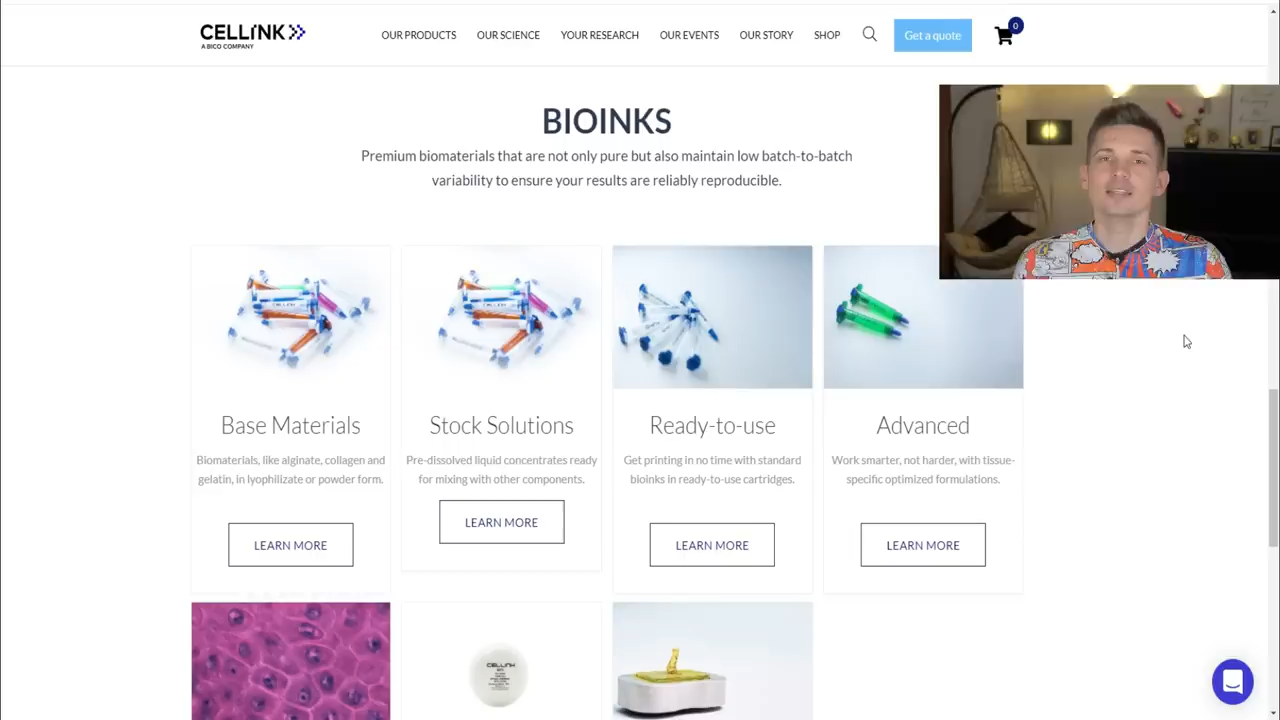 CELLINK
A BICO COMPANY
OUR PRODUCTS
OUR SCIENCE
YOUR RESEARCH
OUR EVENTS
OUR STORY
SHOP
Get a quote
0
BIOINKS
Premium biomaterials that are not only pure but also maintain low batch-to-batch
variability to ensure your results are reliably reproducible.
Base Materials
Biomaterials, like alginate, collagen and
gelatin, in lyophilizate or powder form.
LEARN MORE
Stock Solutions
Pre-dissolved liquid concentrates ready
for mixing with other components.
LEARN MORE
Ready-to-use
Get printing in no time with standard
bioinks in ready-to-use cartridges.
LEARN MORE
Advanced
Work smarter, not harder, with tissue-
specific optimized formulations.
LEARN MORE
CELLINK